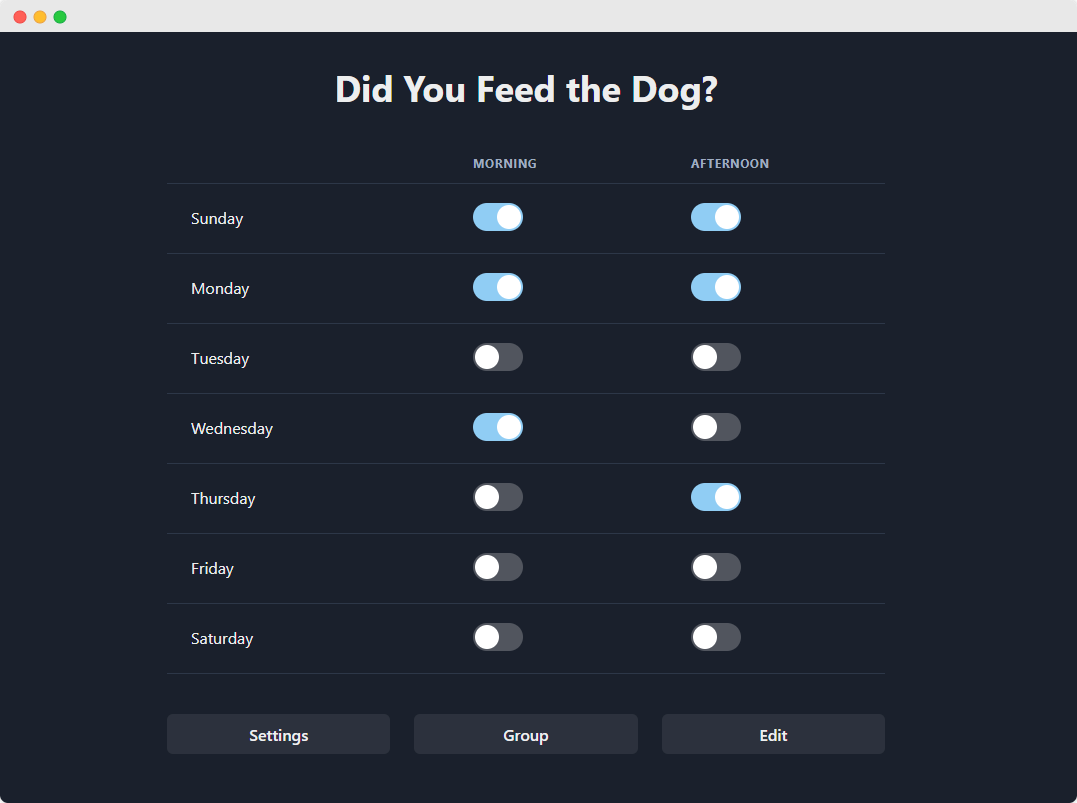 Did You Feed the Dog?
MORNING AFTERNOON
Sunday
Monday
Tuesday
Wednesday
Thursday
Friday
Saturday
Settings Group Edit